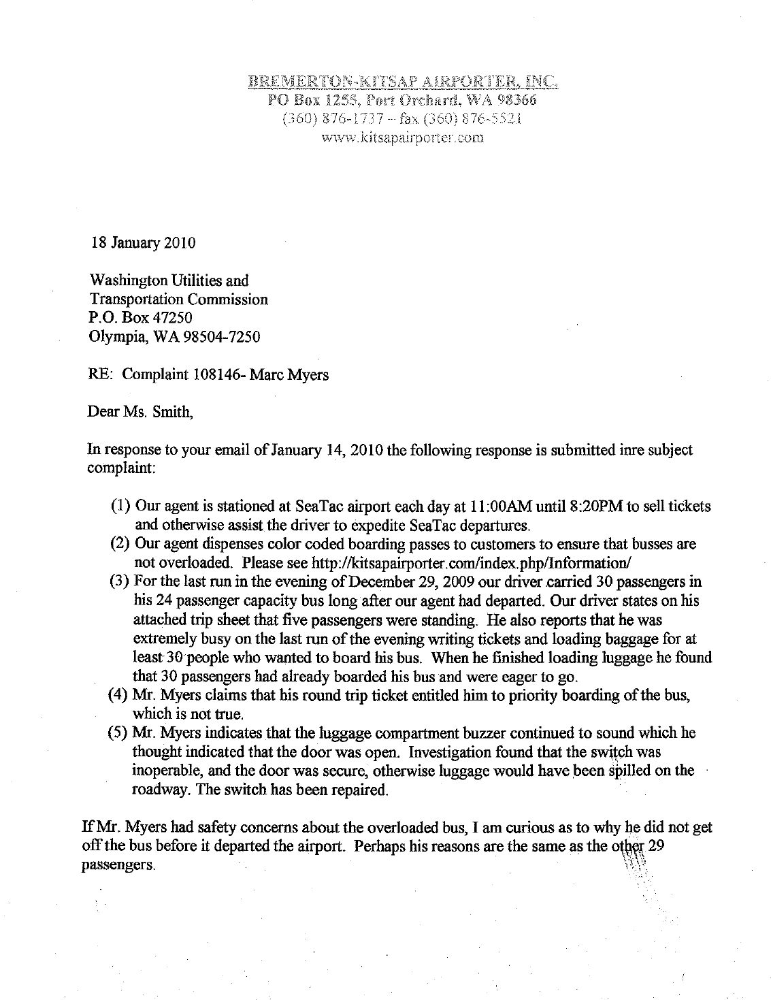 BREMERTON-KITSAP AIRPORTER, INC.
PO Box 1255, Port Orchard, WA 98366
(360) 876-1737 – fax (360) 876-5521
www.kitsapairporter.com
18 January 2010
Washington Utilities and
Transportation Commission
P.O. Box 47250
Olympia, WA 98504-7250
RE: Complaint 108146- Marc Myers
Dear Ms. Smith,
In response to your email of January 14, 2010 the following response is submitted inre subject
complaint:
(1) Our agent is stationed at SeaTac airport each day at 11:00AM until 8:20PM to sell tickets
and otherwise assist the driver to expedite SeaTac departures.
(2) Our agent dispenses color coded boarding passes to customers to ensure that busses are
not overloaded. Please see http://kitsapairporter.com/index.php/Information/
(3) For the last run in the evening of December 29, 2009 our driver carried 30 passengers in
his 24 passenger capacity bus long after our agent had departed. Our driver states on his
attached trip sheet that five passengers were standing. He also reports that he was
extremely busy on the last run of the evening writing tickets and loading baggage for at
least 30 people who wanted to board his bus. When he finished loading luggage he found
that 30 passengers had already boarded his bus and were eager to go.
(4) Mr. Myers claims that his round trip ticket entitled him to priority boarding of the bus,
which is not true.
(5) Mr. Myers indicates that the luggage compartment buzzer continued to sound which he
thought indicated that the door was open. Investigation found that the switch was
inoperable, and the door was secure, otherwise luggage would have been spilled on the
roadway. The switch has been repaired.
If Mr. Myers had safety concerns about the overloaded bus, I am curious as to why he did not get
off the bus before it departed the airport. Perhaps his reasons are the same as the other 29
passengers.